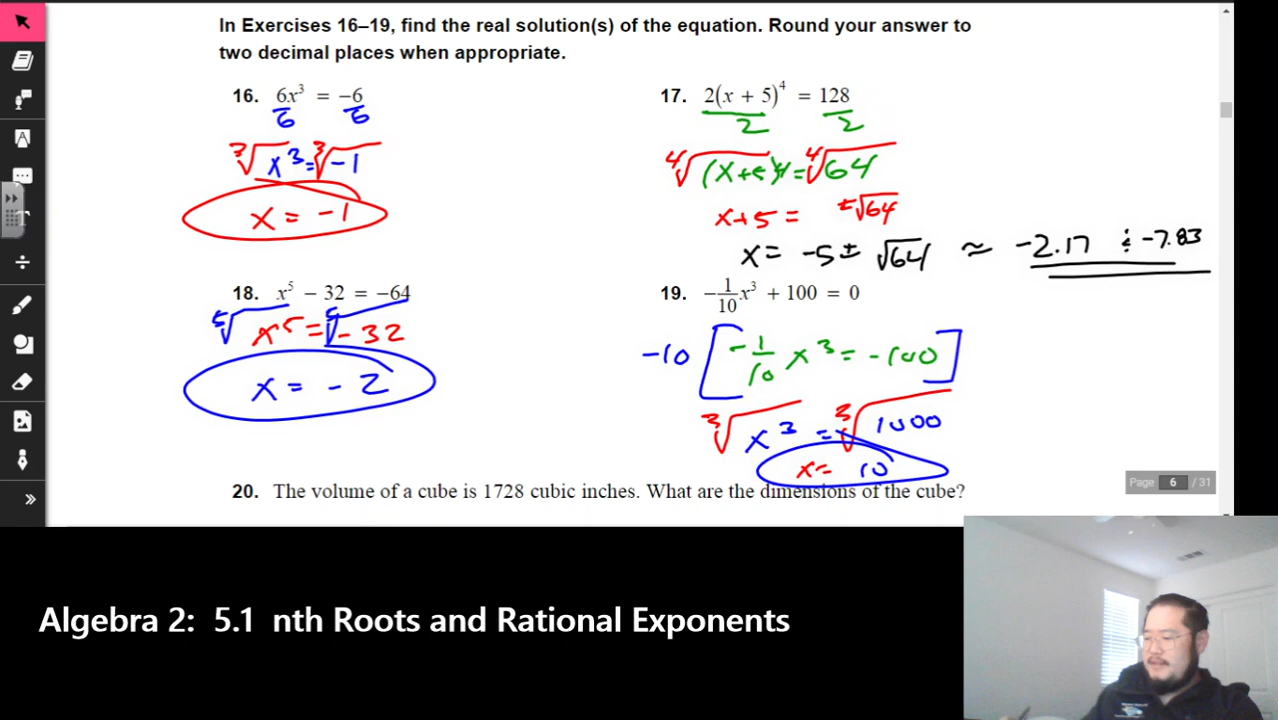 In Exercises 16–19, find the real solution(s) of the equation. Round your answer to
two decimal places when appropriate.
16. 6x³ = -6
6 6
∛x³ = ∛-1
x = -1
17. 2(x + 5)⁴ = 128
2 2
∜(x+5)⁴ = ∜64
x+5 = ±√64
x = -5 ± √64 ≈ -2.17 & -7.83
18. x⁵ − 32 = −64
⁵√x⁵ = ⁵√-32
x = -2
19. −1/10 x³ + 100 = 0
-10 [ -1/10 x³ = -100 ]
∛x³ = ∛1000
x = 10
20. The volume of a cube is 1728 cubic inches. What are the dimensions of the cube?
Page 6 / 31
Algebra 2: 5.1 nth Roots and Rational Exponents